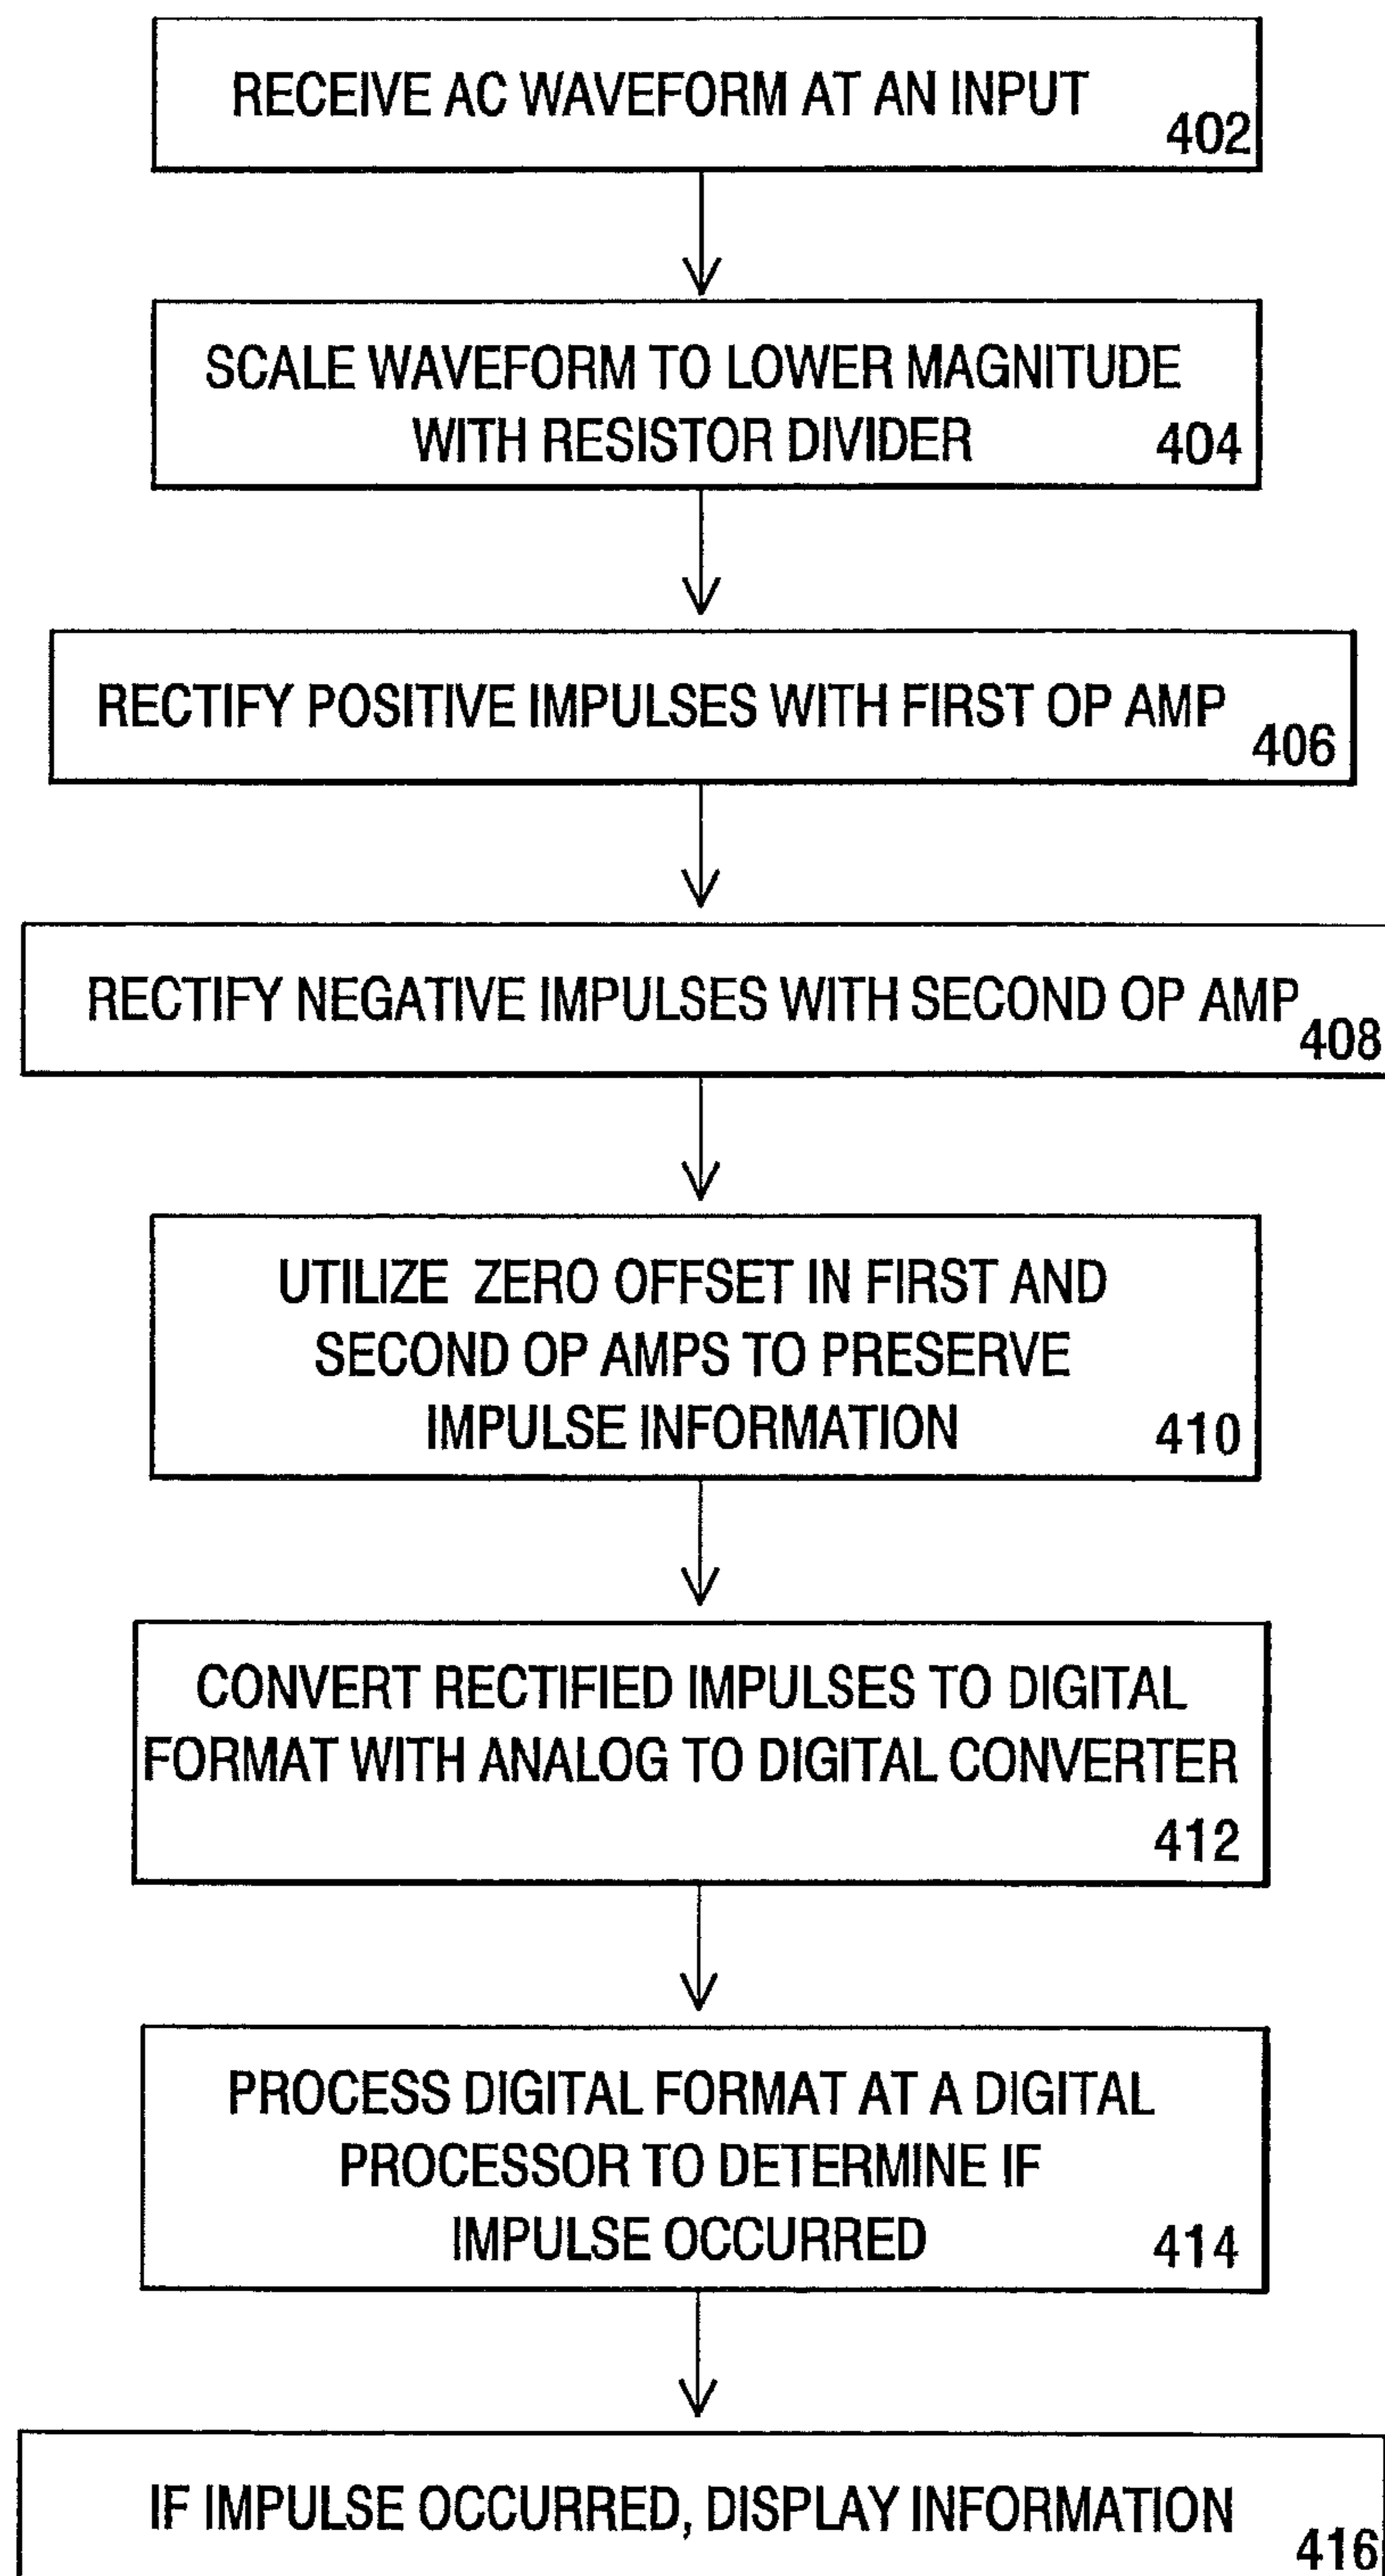 RECEIVE AC WAVEFORM AT AN INPUT
402
SCALE WAVEFORM TO LOWER MAGNITUDE
WITH RESISTOR DIVIDER
404
RECTIFY POSITIVE IMPULSES WITH FIRST OP AMP
406
RECTIFY NEGATIVE IMPULSES WITH SECOND OP AMP
408
UTILIZE ZERO OFFSET IN FIRST AND
SECOND OP AMPS TO PRESERVE
IMPULSE INFORMATION
410
CONVERT RECTIFIED IMPULSES TO DIGITAL
FORMAT WITH ANALOG TO DIGITAL CONVERTER
412
PROCESS DIGITAL FORMAT AT A DIGITAL
PROCESSOR TO DETERMINE IF
IMPULSE OCCURRED
414
IF IMPULSE OCCURRED, DISPLAY INFORMATION
416